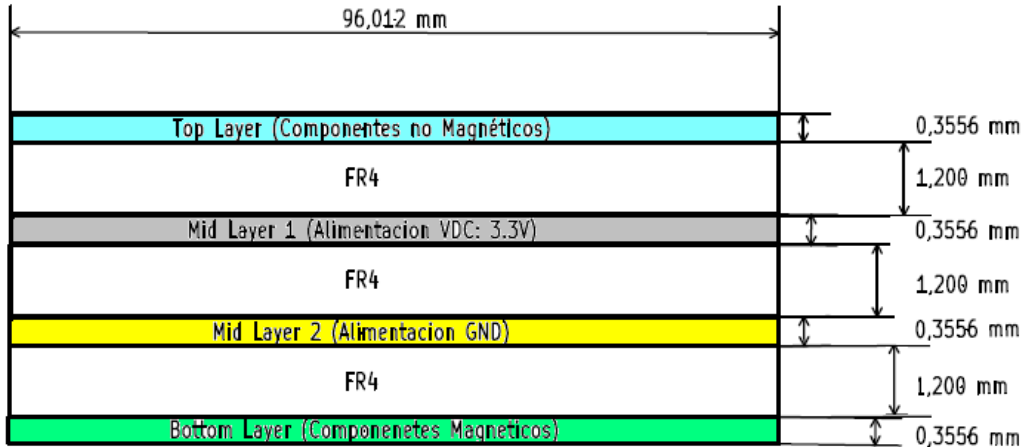 96,012 mm
Top Layer (Componentes no Magnéticos)
0,3556 mm
FR4
1,200 mm
Mid Layer 1 (Alimentacion VDC: 3.3V)
0,3556 mm
FR4
1,200 mm
Mid Layer 2 (Alimentacion GND)
0,3556 mm
FR4
1,200 mm
Bottom Layer (Componenetes Magneticos)
0,3556 mm